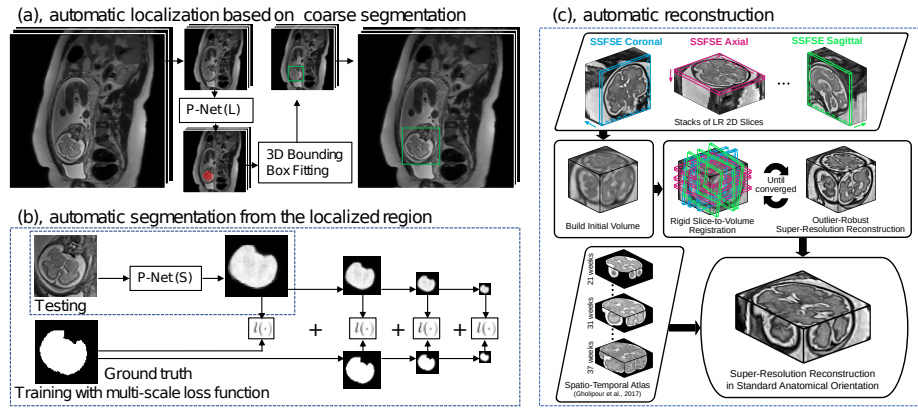 (a), automatic localization based on coarse segmentation
P-Net(L)
3D Bounding
Box Fitting
(b), automatic segmentation from the localized region
P-Net(S)
Testing
l(·)
+
l(·)
+
l(·)
+
l(·)
Ground truth
Training with multi-scale loss function
(c), automatic reconstruction
SSFSE Coronal
SSFSE Axial
SSFSE Sagittal
...
Stacks of LR 2D Slices
Build Initial Volume
Rigid Slice-to-Volume
Registration
Until
converged
Outlier-Robust
Super-Resolution Reconstruction
21 weeks
31 weeks
37 weeks
Spatio-Temporal Atlas
(Gholipour et al., 2017)
Super-Resolution Reconstruction
in Standard Anatomical Orientation